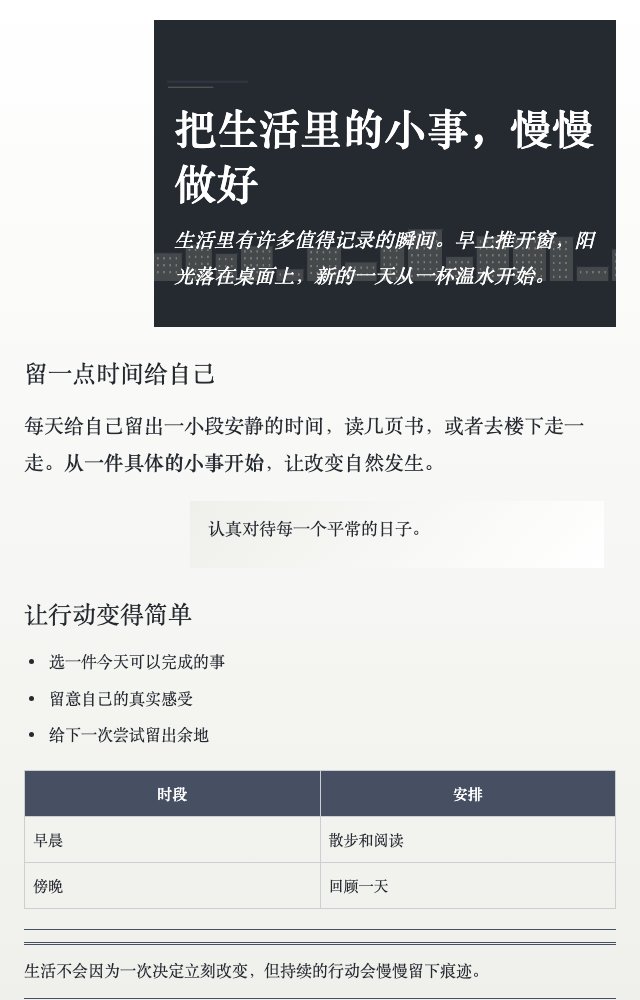 把生活里的小事，慢慢
做好
生活里有许多值得记录的瞬间。早上推开窗，阳
光落在桌面上，新的一天从一杯温水开始。
留一点时间给自己
每天给自己留出一小段安静的时间，读几页书，或者去楼下走一
走。从一件具体的小事开始，让改变自然发生。
认真对待每一个平常的日子。
让行动变得简单
• 选一件今天可以完成的事
• 留意自己的真实感受
• 给下一次尝试留出余地
时段 安排
早晨 散步和阅读
傍晚 回顾一天
生活不会因为一次决定立刻改变，但持续的行动会慢慢留下痕迹。